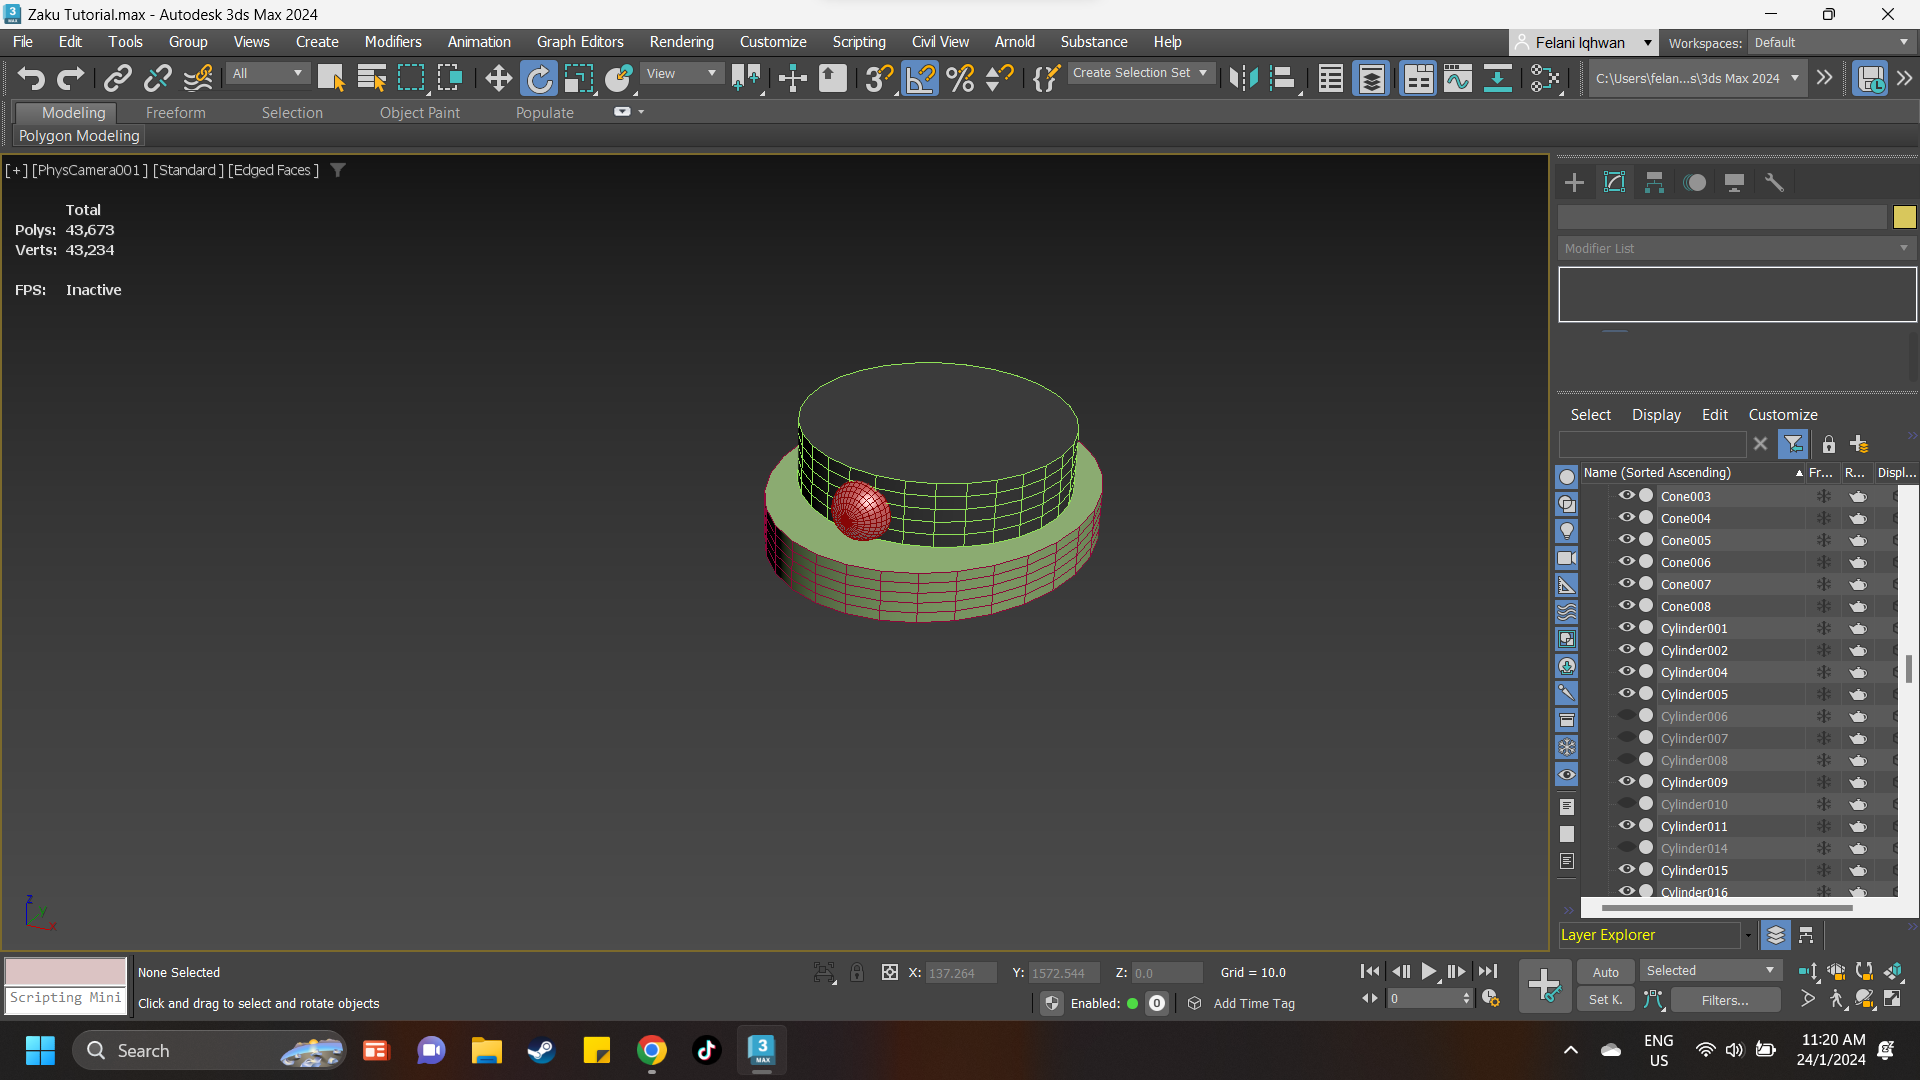 Zaku Tutorial.max - Autodesk 3ds Max 2024
File Edit Tools Group Views Create Modifiers Animation Graph Editors Rendering Customize Scripting Civil View Arnold Substance Help
Felani Iqhwan Workspaces: Default
All View Create Selection Set C:\Users\felan...s\3ds Max 2024
Modeling Freeform Selection Object Paint Populate
Polygon Modeling
[+] [PhysCamera001] [Standard] [Edged Faces]
Total
Polys: 43,673
Verts: 43,234
FPS: Inactive
Modifier List
Select Display Edit Customize
Name (Sorted Ascending) Fr... R... Displ...
Cone003
Cone004
Cone005
Cone006
Cone007
Cone008
Cylinder001
Cylinder002
Cylinder004
Cylinder005
Cylinder006
Cylinder007
Cylinder008
Cylinder009
Cylinder010
Cylinder011
Cylinder014
Cylinder015
Cylinder016
Layer Explorer
z
y
x
None Selected
Scripting Mini
Click and drag to select and rotate objects
X: 137.264 Y: 1572.544 Z: 0.0 Grid = 10.0
Enabled: 0 Add Time Tag
0
Auto Selected
Set K. Filters...
Search
3
MAX
ENG
US
11:20 AM
24/1/2024